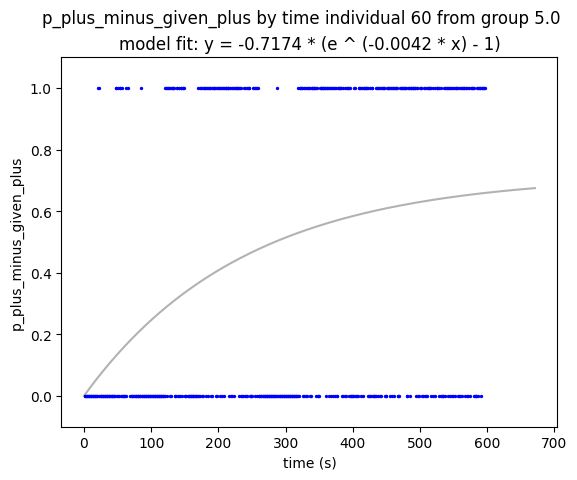 p_plus_minus_given_plus by time individual 60 from group 5.0
model fit: y = -0.7174 * (e ^ (-0.0042 * x) - 1)
1.0
0.8
0.6
0.4
0.2
0.0
p_plus_minus_given_plus
0 100 200 300 400 500 600 700
time (s)